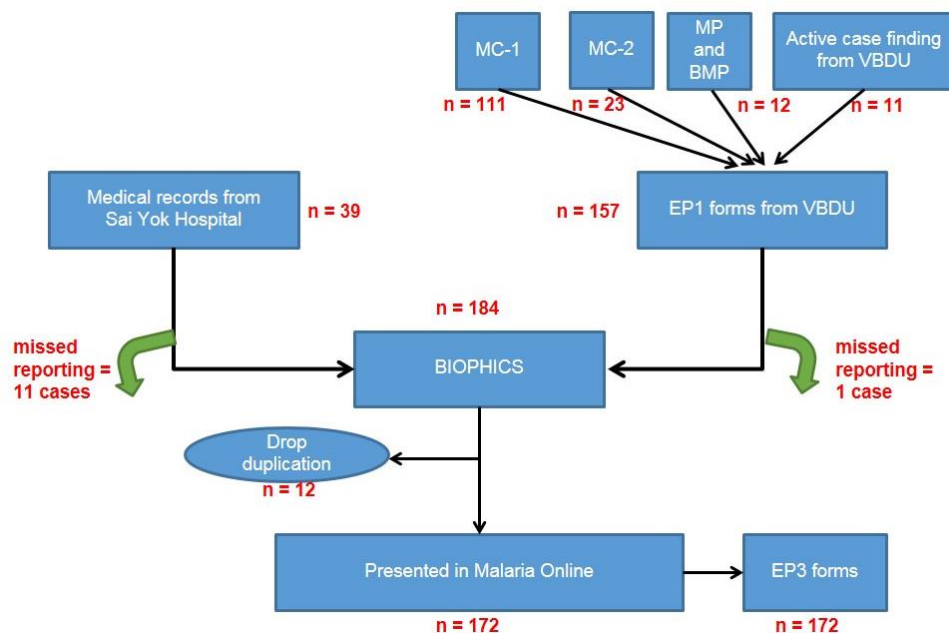 MC-1
MC-2
MP
and
BMP
Active case finding
from VBDU
n = 111
n = 23
n = 12
n = 11
Medical records from
Sai Yok Hospital
n = 39
n = 157
EP1 forms from VBDU
n = 184
missed
reporting =
11 cases
BIOPHICS
missed
reporting =
1 case
Drop
duplication
n = 12
Presented in Malaria Online
EP3 forms
n = 172
n = 172